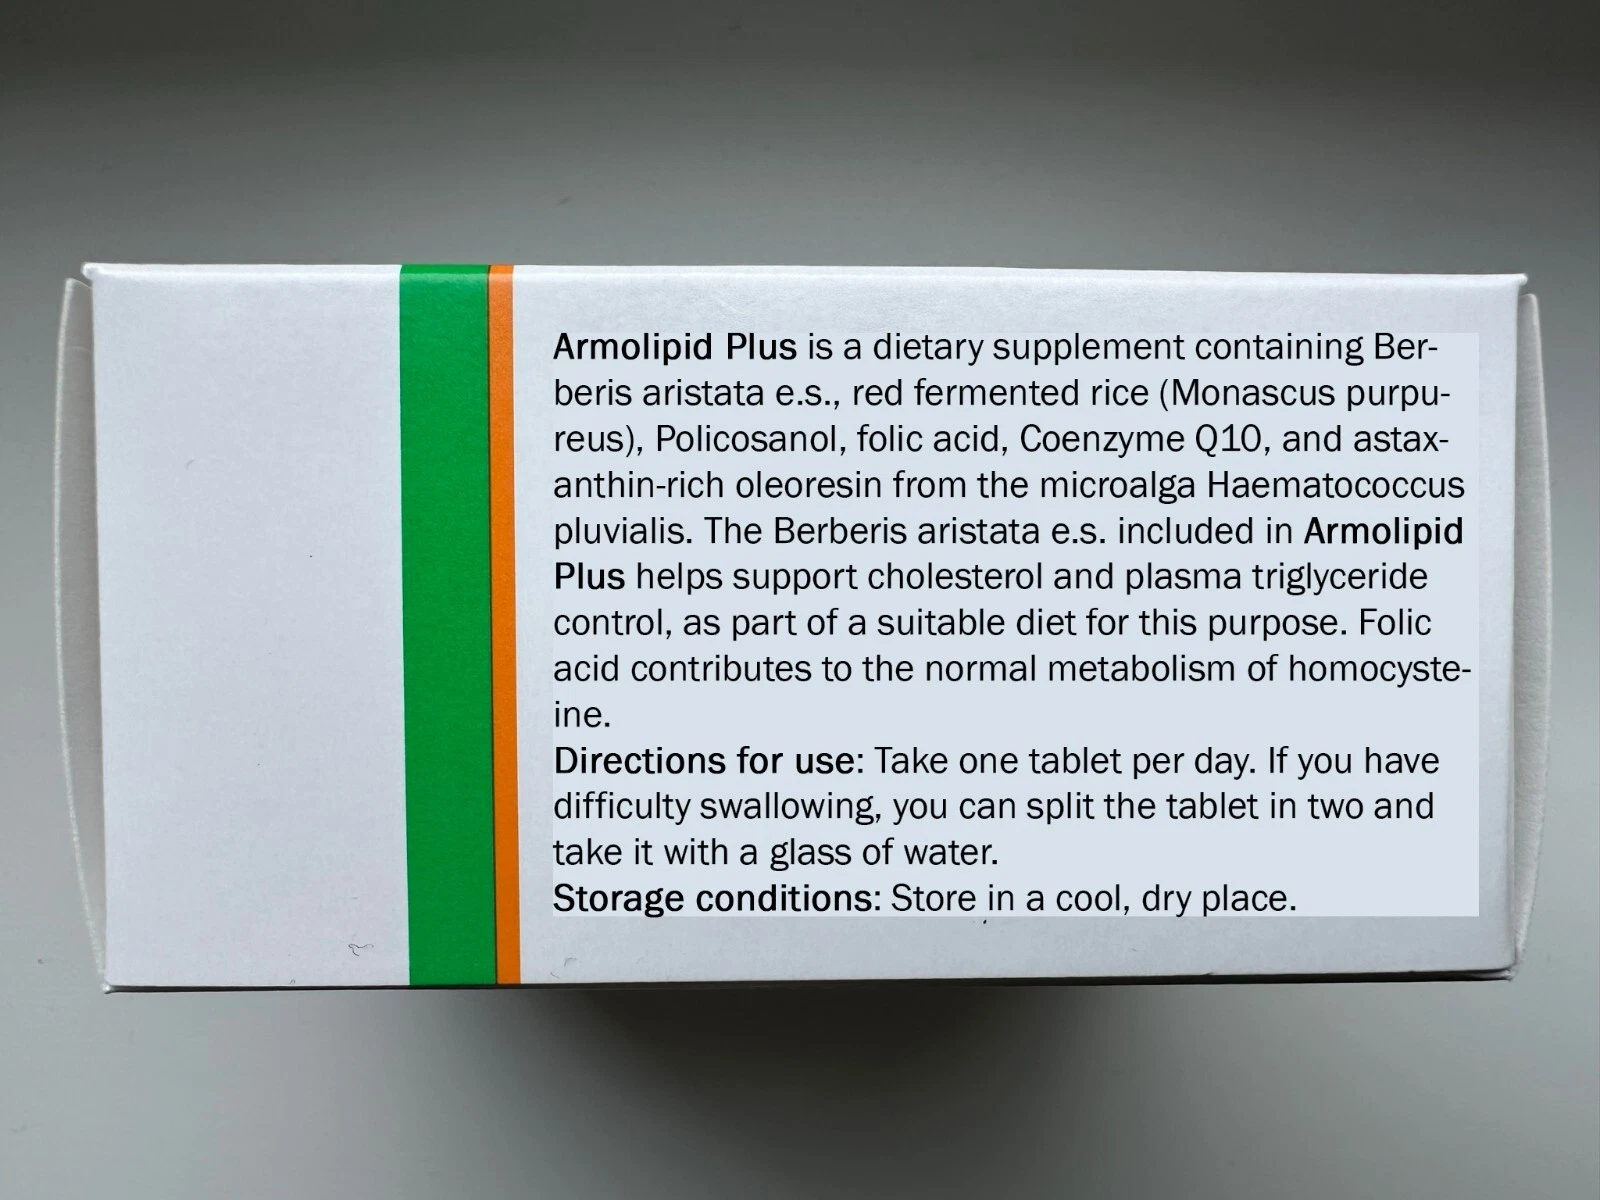 Armolipid Plus is a dietary supplement containing Ber-
beris aristata e.s., red fermented rice (Monascus purpu-
reus), Policosanol, folic acid, Coenzyme Q10, and astax-
anthin-rich oleoresin from the microalga Haematococcus
pluvialis. The Berberis aristata e.s. included in Armolipid
Plus helps support cholesterol and plasma triglyceride
control, as part of a suitable diet for this purpose. Folic
acid contributes to the normal metabolism of homocyste-
ine.
Directions for use: Take one tablet per day. If you have
difficulty swallowing, you can split the tablet in two and
take it with a glass of water.
Storage conditions: Store in a cool, dry place.